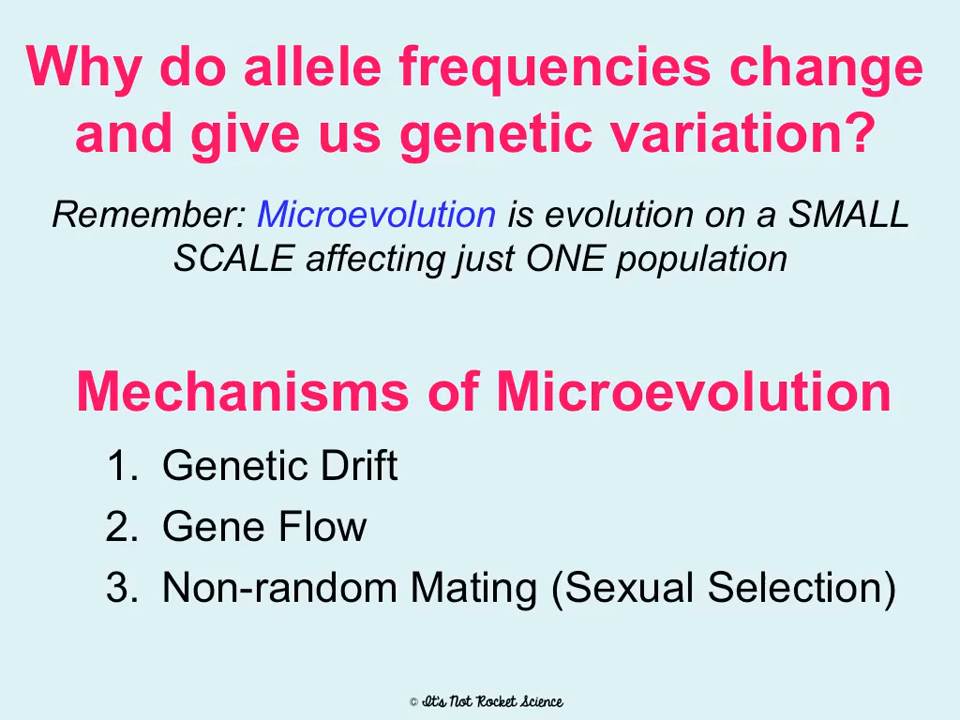 Why do allele frequencies change
and give us genetic variation?
Remember: Microevolution is evolution on a SMALL
SCALE affecting just ONE population
Mechanisms of Microevolution
1. Genetic Drift
2. Gene Flow
3. Non-random Mating (Sexual Selection)
© It's Not Rocket Science